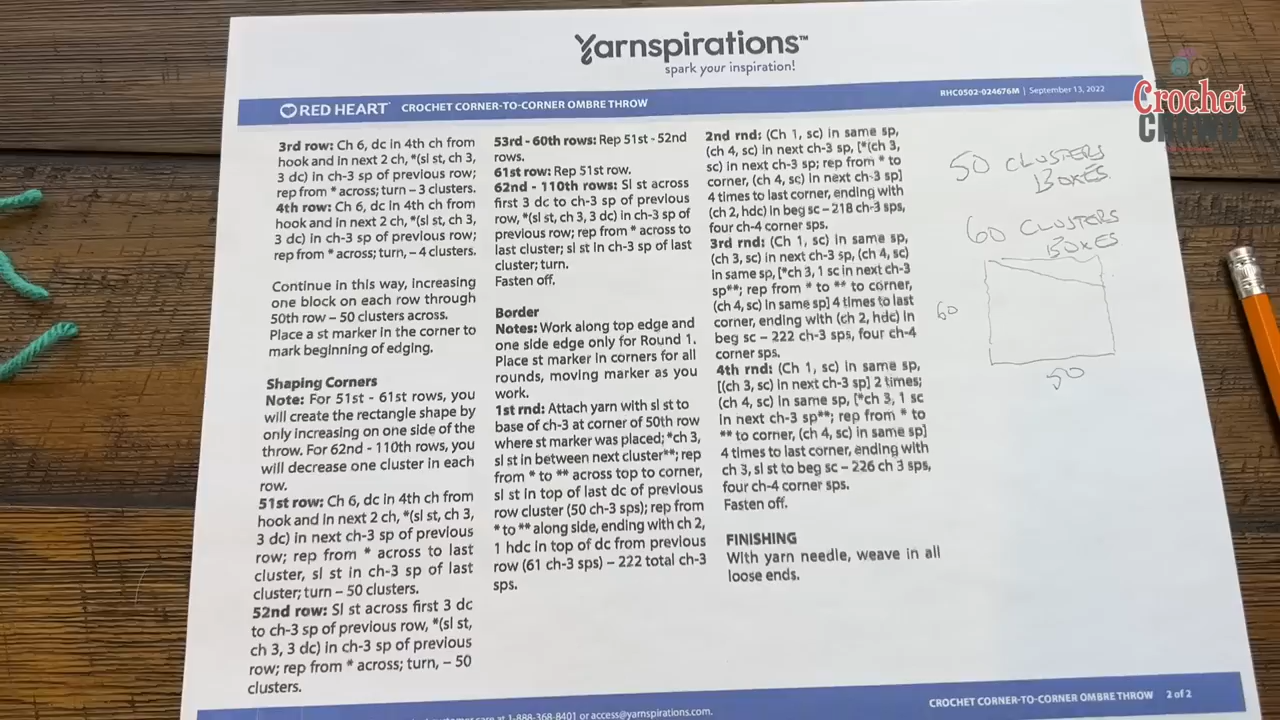 Yarnspirations™
spark your inspiration!
RED HEART® CROCHET CORNER-TO-CORNER OMBRE THROW
RHC0502-024676M | September 13, 2022
Crochet
CROWD
3rd row: Ch 6, dc in 4th ch from
hook and in next 2 ch, *(sl st, ch 3,
3 dc) in ch-3 sp of previous row;
rep from * across; turn – 3 clusters.
4th row: Ch 6, dc in 4th ch from
hook and in next 2 ch, *(sl st, ch 3,
3 dc) in ch-3 sp of previous row;
rep from * across; turn, – 4 clusters.
Continue in this way, increasing
one block on each row through
50th row – 50 clusters across.
Place a st marker in the corner to
mark beginning of edging.
Shaping Corners
Note: For 51st - 61st rows, you
will create the rectangle shape by
only increasing on one side of the
throw. For 62nd - 110th rows, you
will decrease one cluster in each
row.
51st row: Ch 6, dc in 4th ch from
hook and in next 2 ch, *(sl st, ch 3,
3 dc) in next ch-3 sp of previous
row; rep from * across to last
cluster, sl st in ch-3 sp of last
cluster; turn – 50 clusters.
52nd row: Sl st across first 3 dc
to ch-3 sp of previous row, *(sl st,
ch 3, 3 dc) in ch-3 sp of previous
row; rep from * across; turn, – 50
clusters.
53rd - 60th rows: Rep 51st - 52nd
rows.
61st row: Rep 51st row.
62nd - 110th rows: Sl st across
first 3 dc to ch-3 sp of previous
row, *(sl st, ch 3, 3 dc) in ch-3 sp of
previous row; rep from * across to
last cluster; sl st in ch-3 sp of last
cluster; turn.
Fasten off.
Border
Notes: Work along top edge and
one side edge only for Round 1.
Place st marker in corners for all
rounds, moving marker as you
work.
1st rnd: Attach yarn with sl st to
base of ch-3 at corner of 50th row
where st marker was placed; *ch 3,
sl st in between next cluster**; rep
from * to ** across top to corner,
sl st in top of last dc of previous
row cluster (50 ch-3 sps); rep from
* to ** along side, ending with ch 2,
1 hdc in top of dc from previous
row (61 ch-3 sps) – 222 total ch-3
sps.
2nd rnd: (Ch 1, sc) in same sp,
(ch 4, sc) in next ch-3 sp, [*(ch 3,
sc) in next ch-3 sp; rep from * to
corner, (ch 4, sc) in next ch-3 sp]
4 times to last corner, ending with
(ch 2, hdc) in beg sc – 218 ch-3 sps,
four ch-4 corner sps.
3rd rnd: (Ch 1, sc) in same sp,
(ch 3, sc) in next ch-3 sp, (ch 4, sc)
in same sp, [*ch 3, 1 sc in next ch-3
sp**; rep from * to ** to corner,
(ch 4, sc) in same sp] 4 times to last
corner, ending with (ch 2, hdc) in
beg sc – 222 ch-3 sps, four ch-4
corner sps.
4th rnd: (Ch 1, sc) in same sp,
[(ch 3, sc) in next ch-3 sp] 2 times;
(ch 4, sc) in same sp, [*ch 3, 1 sc
in next ch-3 sp**; rep from * to
** to corner, (ch 4, sc) in same sp]
4 times to last corner, ending with
ch 3, sl st to beg sc – 226 ch 3 sps,
four ch-4 corner sps.
Fasten off.
FINISHING
With yarn needle, weave in all
loose ends.
50 CLUSTERS
BOXES
60 CLUSTERS
BOXES
60
50
customer care at 1-888-368-8401 or access@yarnspirations.com.
CROCHET CORNER-TO-CORNER OMBRE THROW 2 of 2